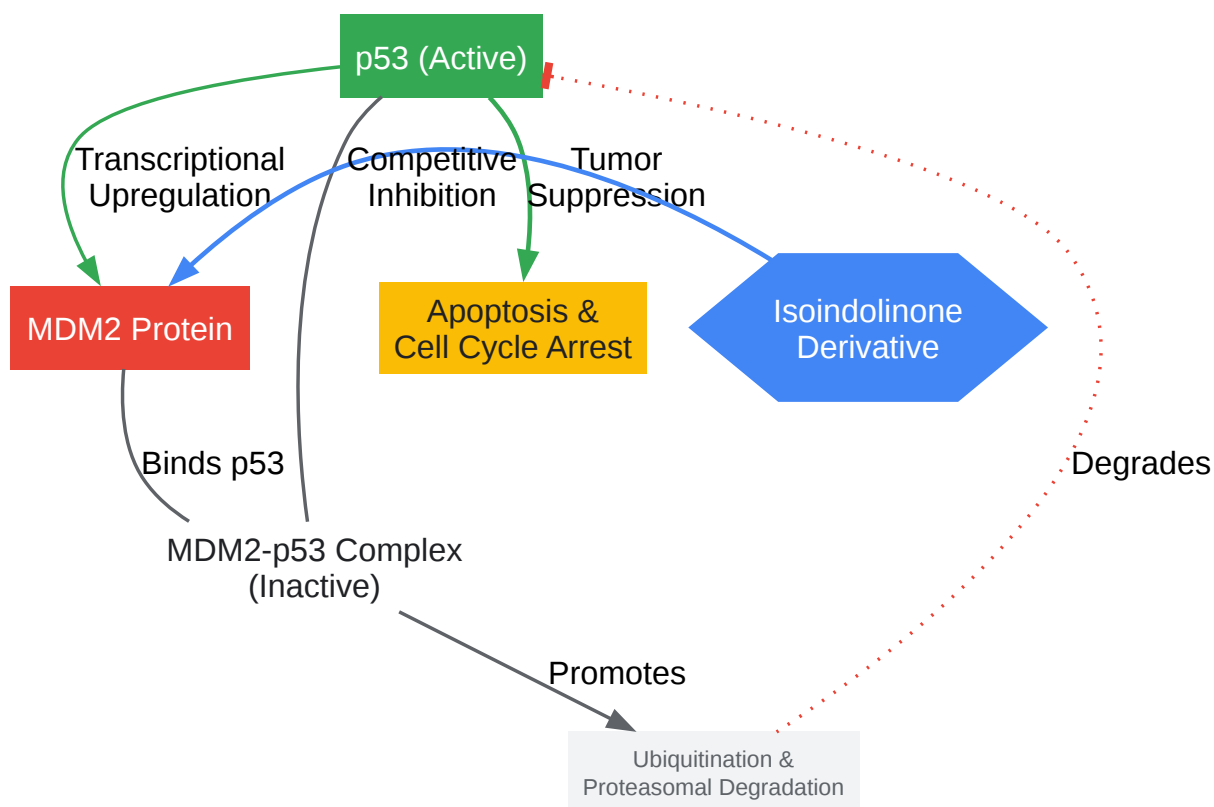 p53 (Active)
Transcriptional
Upregulation
Competitive
Inhibition
Tumor
Suppression
MDM2 Protein
Apoptosis &
Cell Cycle Arrest
Isoindolinone
Derivative
Binds p53
Degrades
MDM2-p53 Complex
(Inactive)
Promotes
Ubiquitination &
Proteasomal Degradation